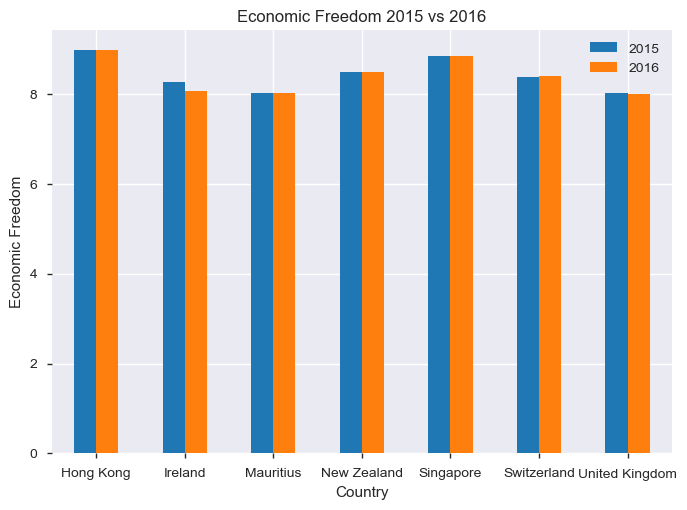 Economic Freedom 2015 vs 2016
2015
2016
Economic Freedom
8
6
4
2
0
Hong Kong Ireland Mauritius New Zealand Singapore Switzerland United Kingdom
Country